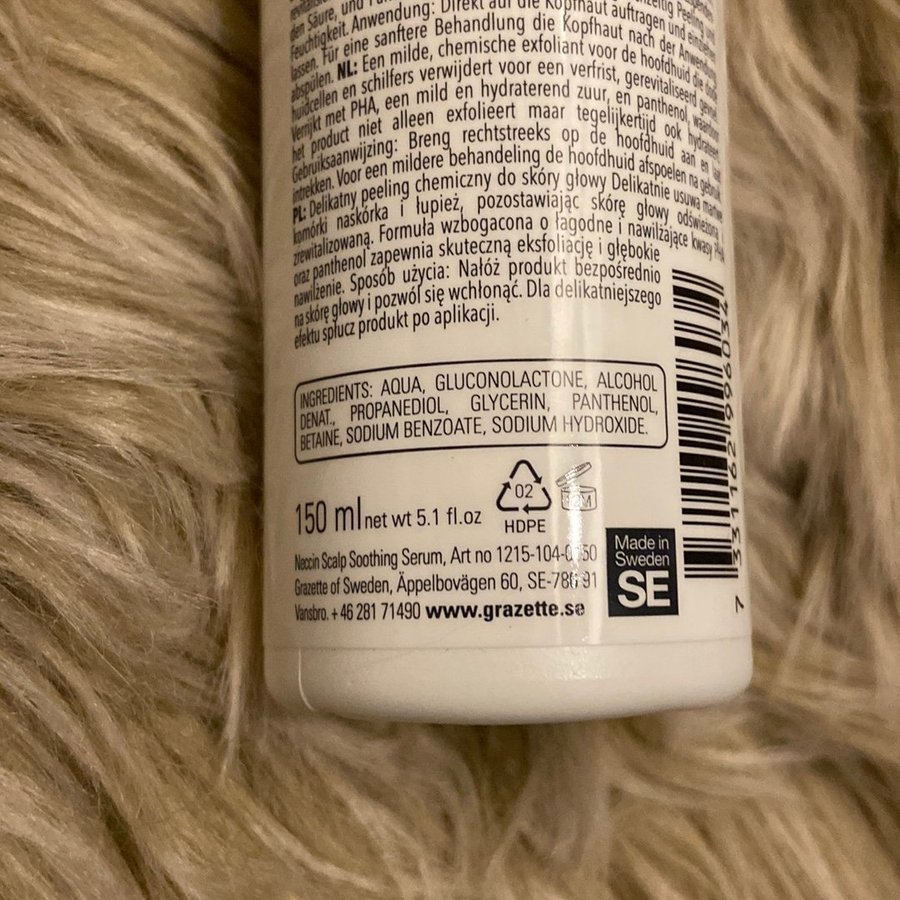 den Säure, und
Feuchtigkeit. Anwendung: Direkt auf die Kopfhaut auftragen und einziehen
lassen. Für eine sanftere Behandlung die Kopfhaut nach der Anwendung
abspülen. NL: Een milde, chemische exfoliant voor de hoofdhuid die dode
huidcellen en schilfers verwijdert voor een verfrist, gerevitaliseerd gevoel.
Verrijkt met PHA, een mild en hydraterend zuur, en panthenol, waardoor
het product niet alleen exfolieert maar tegelijkertijd ook hydrateert.
Gebruiksaanwijzing: Breng rechtstreeks op de hoofdhuid aan en laat
intrekken. Voor een mildere behandeling de hoofdhuid afspoelen na gebruik.
PL: Delikatny peeling chemiczny do skóry głowy Delikatnie usuwa martwe
komórki naskórka i łupież, pozostawiając skórę głowy odświeżoną
zrewitalizowaną. Formuła wzbogacona o łagodne i nawilżające kwasy PHA
oraz panthenol zapewnia skuteczną eksfoliację i głębokie
nawilżenie. Sposób użycia: Nałóż produkt bezpośrednio
na skórę głowy i pozwól się wchłonąć. Dla delikatniejszego
efektu spłucz produkt po aplikacji.
INGREDIENTS: AQUA, GLUCONOLACTONE, ALCOHOL
DENAT., PROPANEDIOL, GLYCERIN, PANTHENOL,
BETAINE, SODIUM BENZOATE, SODIUM HYDROXIDE.
02
HDPE
150 ml net wt 5.1 fl.oz
Neccin Scalp Soothing Serum, Art no 1215-104-0150
Grazette of Sweden, Äppelbovägen 60, SE-786 91
Vansbro. +46 281 71490 www.grazette.se
Made in
Sweden
SE
7 331162 996034